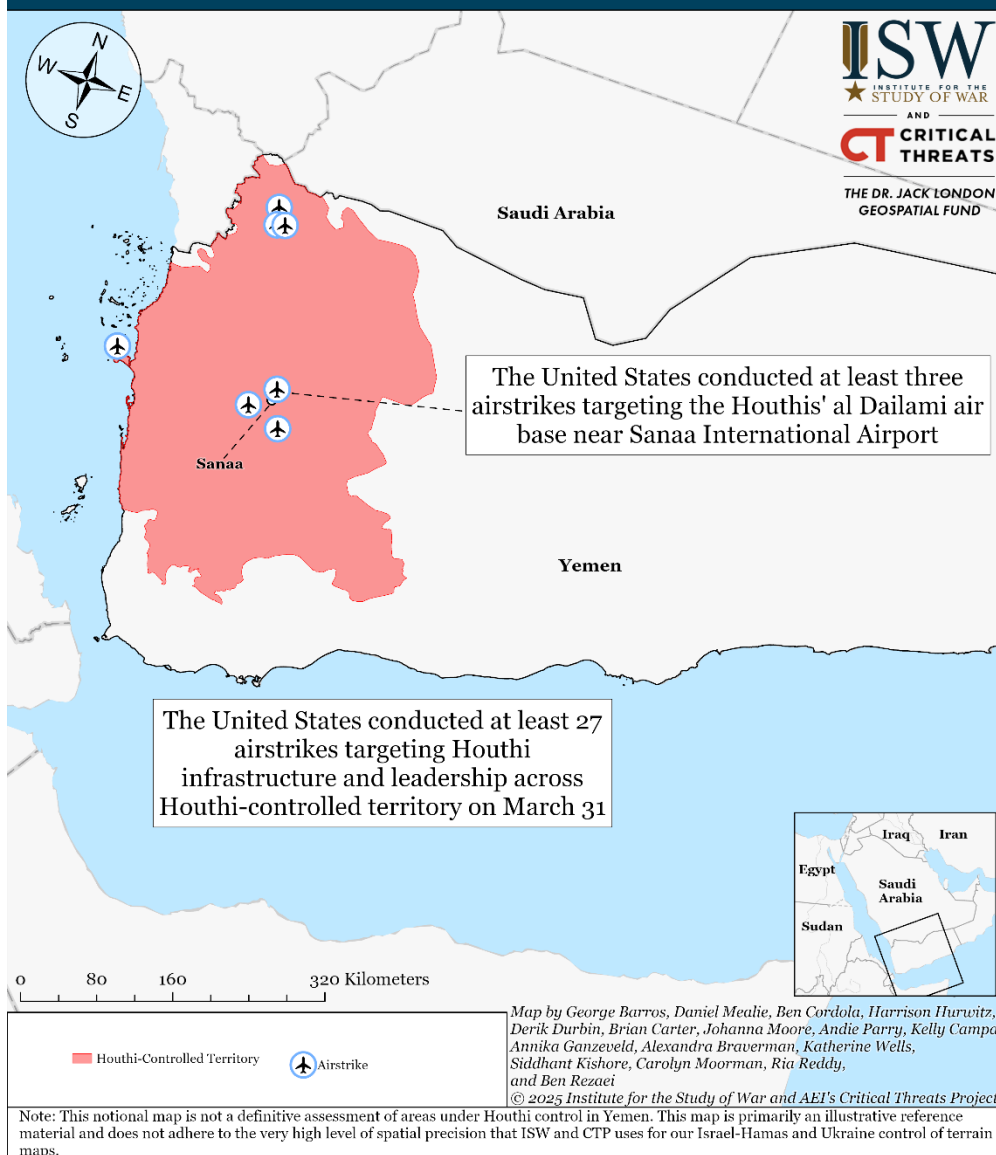 N
W
E
S
ISW
INSTITUTE FOR THE
STUDY OF WAR
AND
CT CRITICAL
THREATS
THE DR. JACK LONDON
GEOSPATIAL FUND
Saudi Arabia
The United States conducted at least three
airstrikes targeting the Houthis' al Dailami air
base near Sanaa International Airport
Sanaa
Yemen
The United States conducted at least 27
airstrikes targeting Houthi
infrastructure and leadership across
Houthi-controlled territory on March 31
Iraq
Iran
Egypt
Saudi
Arabia
Sudan
0 80 160 320 Kilometers
Map by George Barros, Daniel Mealie, Ben Cordola, Harrison Hurwitz,
Derik Durbin, Brian Carter, Johanna Moore, Andie Parry, Kelly Campa
Annika Ganzeveld, Alexandra Braverman, Katherine Wells,
Siddhant Kishore, Carolyn Moorman, Ria Reddy,
and Ben Rezaei
© 2025 Institute for the Study of War and AEI's Critical Threats Project
Houthi-Controlled Territory
Airstrike
Note: This notional map is not a definitive assessment of areas under Houthi control in Yemen. This map is primarily an illustrative reference
material and does not adhere to the very high level of spatial precision that ISW and CTP uses for our Israel-Hamas and Ukraine control of terrain
maps.